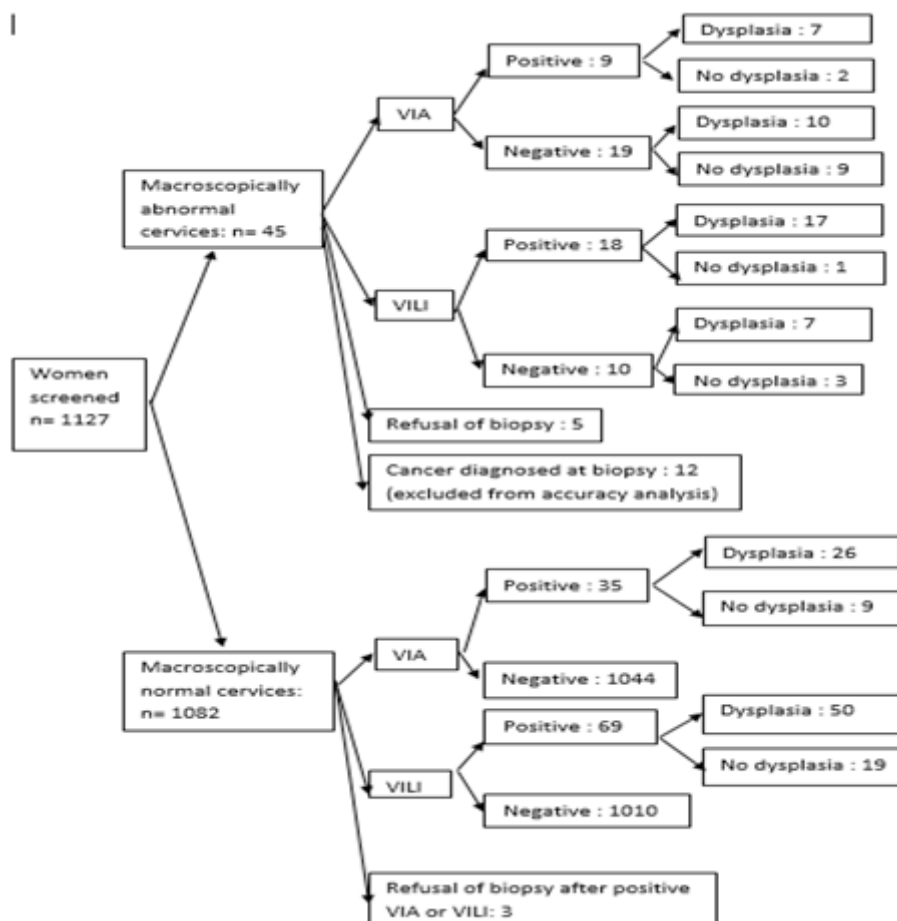 Dysplasia : 7
Positive : 9
No dysplasia : 2
VIA
Dysplasia : 10
Negative : 19
No dysplasia : 9
Macroscopically
abnormal
cervices: n= 45
Dysplasia : 17
Positive : 18
No dysplasia : 1
VILI
Dysplasia : 7
Negative : 10
No dysplasia : 3
Women
screened
n= 1127
Refusal of biopsy : 5
Cancer diagnosed at biopsy : 12
(excluded from accuracy analysis)
Dysplasia : 26
Positive : 35
No dysplasia : 9
VIA
Macroscopically
normal cervices:
n= 1082
Negative : 1044
Dysplasia : 50
Positive : 69
No dysplasia : 19
VILI
Negative : 1010
Refusal of biopsy after positive
VIA or VILI: 3